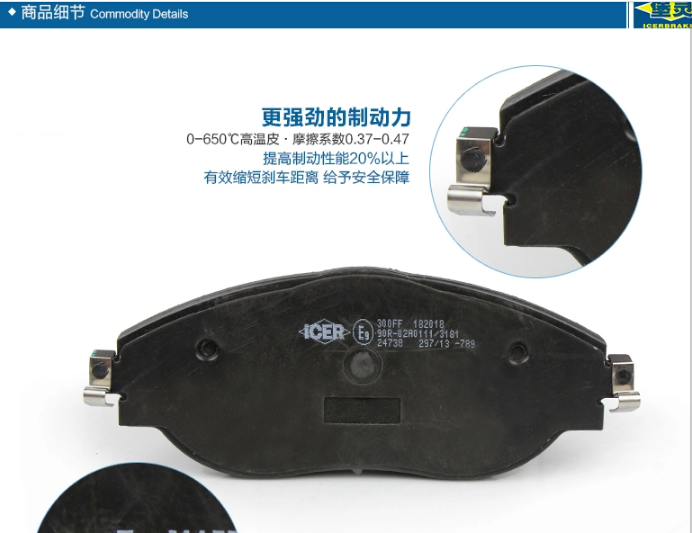 商品细节 Commodity Details
堡灵
ICERBRAKE
更强劲的制动力
0-650℃高温皮·摩擦系数0.37-0.47
提高制动性能20%以上
有效缩短刹车距离 给予安全保障
ICER E9 300FF 182018
90R-02A0111/3181
24738 297/13 -789